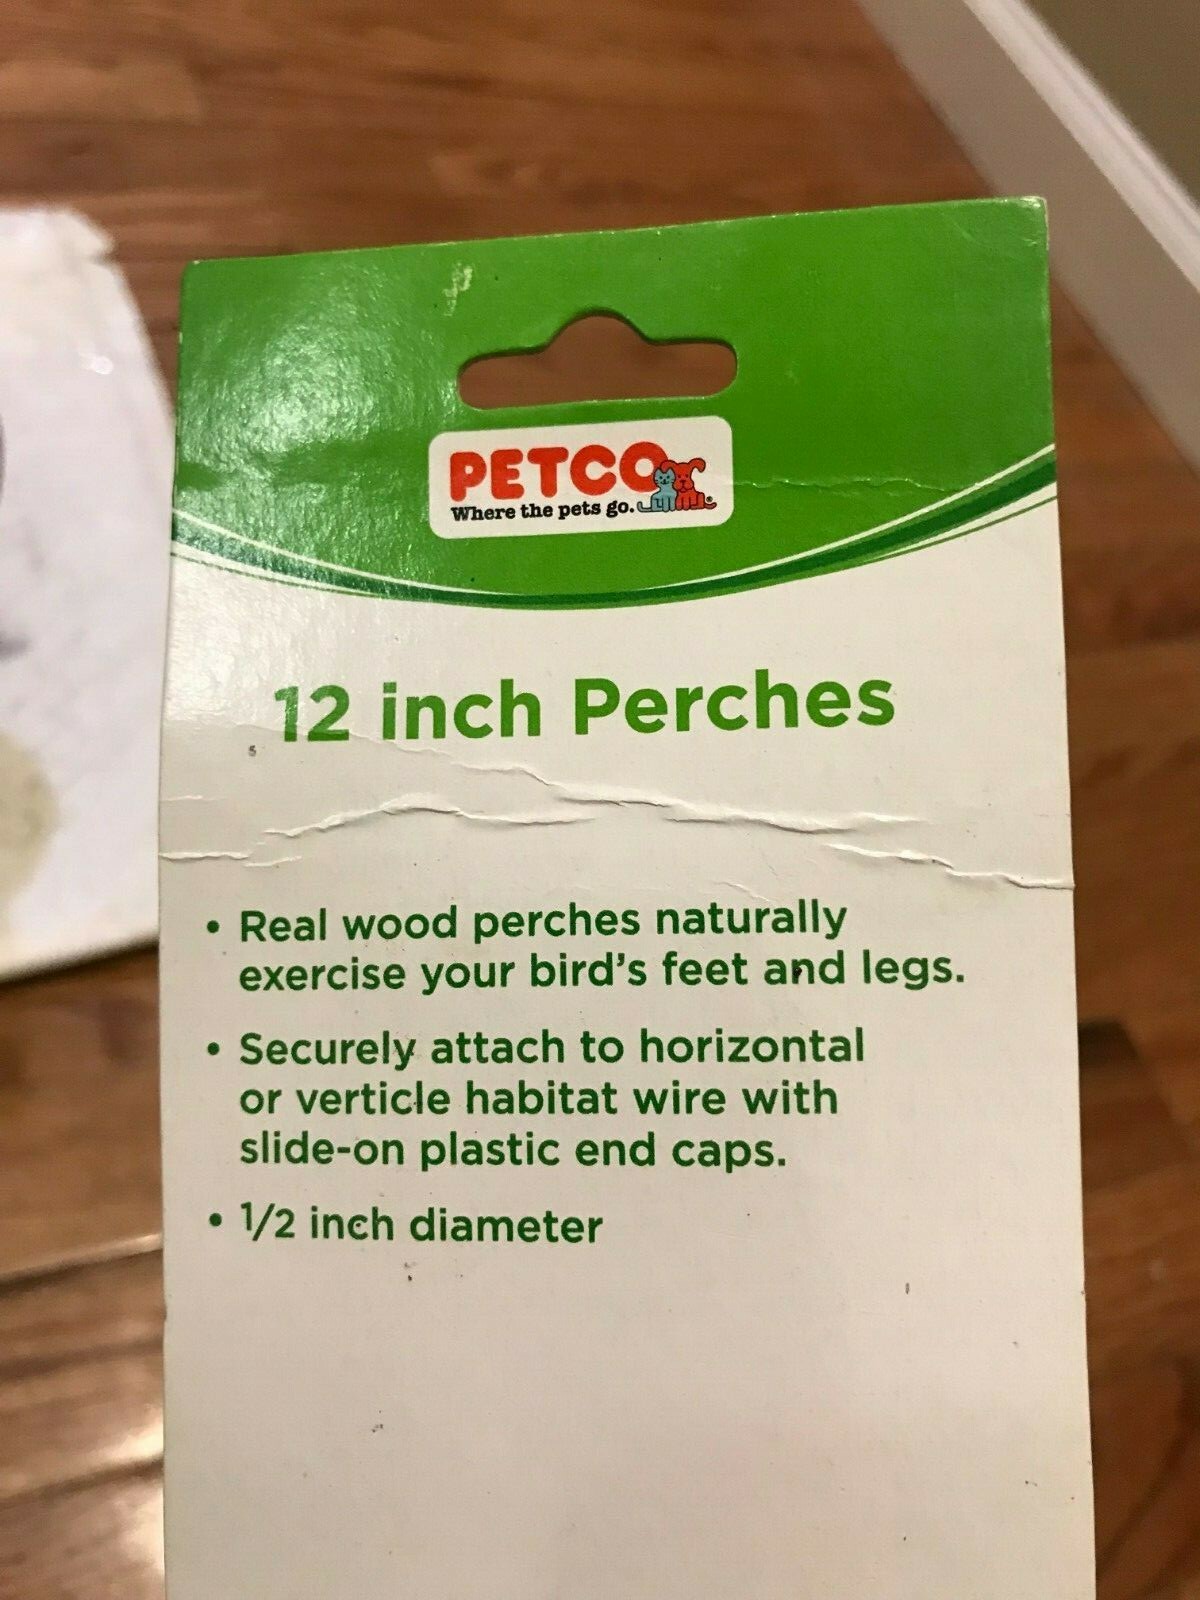 PETCO
Where the pets go.
12 inch Perches
• Real wood perches naturally
exercise your bird's feet and legs.
• Securely attach to horizontal
or verticle habitat wire with
slide-on plastic end caps.
• 1/2 inch diameter